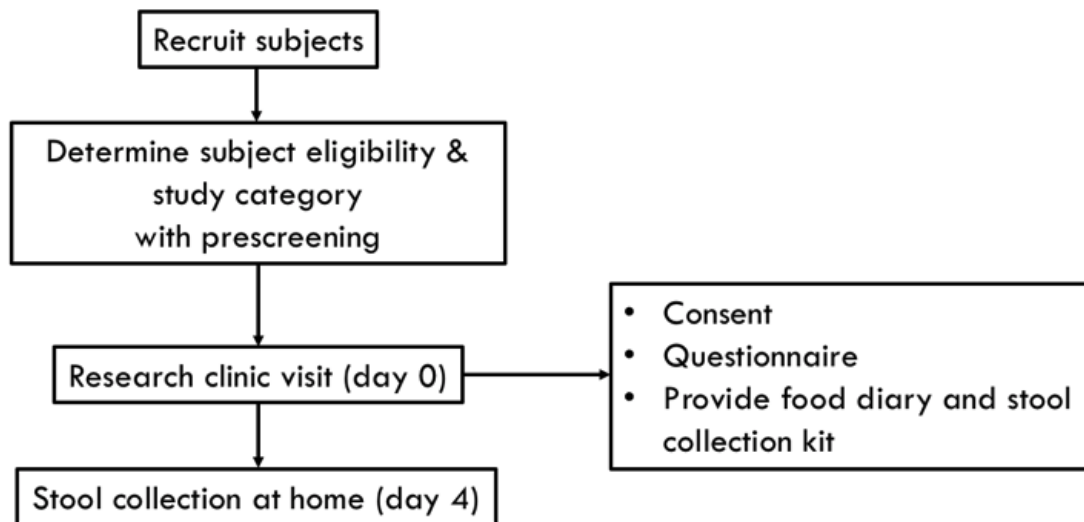 Recruit subjects
Determine subject eligibility &
study category
with prescreening
Research clinic visit (day 0)
• Consent
• Questionnaire
• Provide food diary and stool
collection kit
Stool collection at home (day 4)